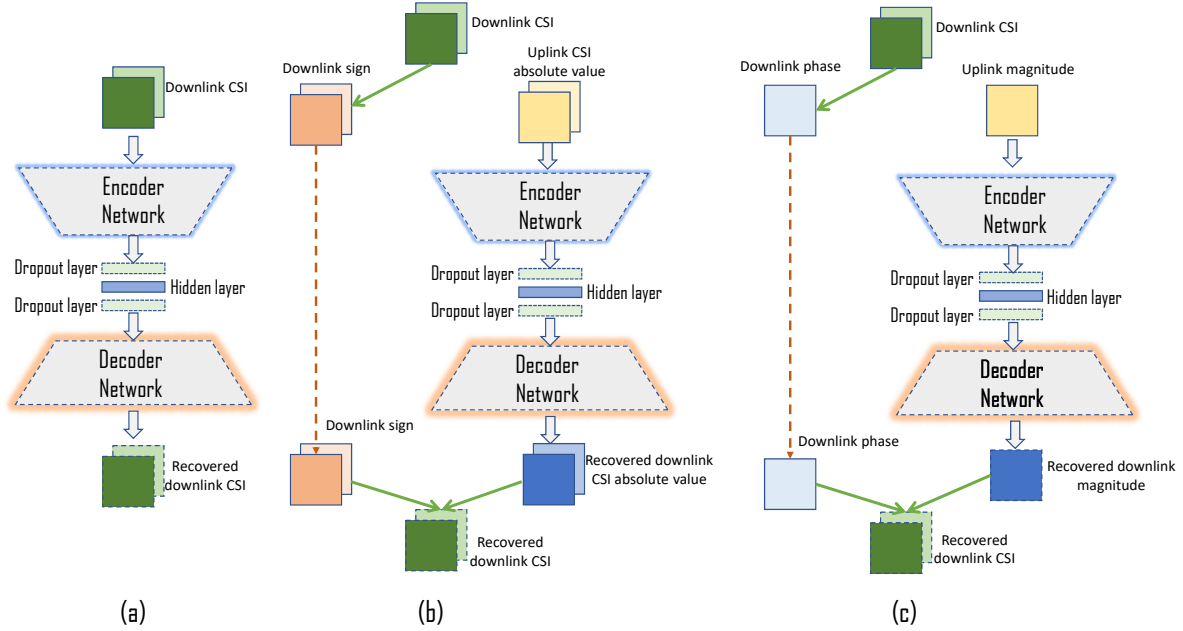 Downlink CSI
Encoder
Network
Dropout layer
Hidden layer
Dropout layer
Decoder
Network
Recovered
downlink CSI
(a)
Downlink CSI
Downlink sign
Uplink CSI
absolute value
Encoder
Network
Dropout layer
Hidden layer
Dropout layer
Decoder
Network
Downlink sign
Recovered downlink
CSI absolute value
Recovered
downlink CSI
(b)
Downlink CSI
Downlink phase
Uplink magnitude
Encoder
Network
Dropout layer
Hidden layer
Dropout layer
Decoder
Network
Downlink phase
Recovered downlink
magnitude
Recovered
downlink CSI
(c)